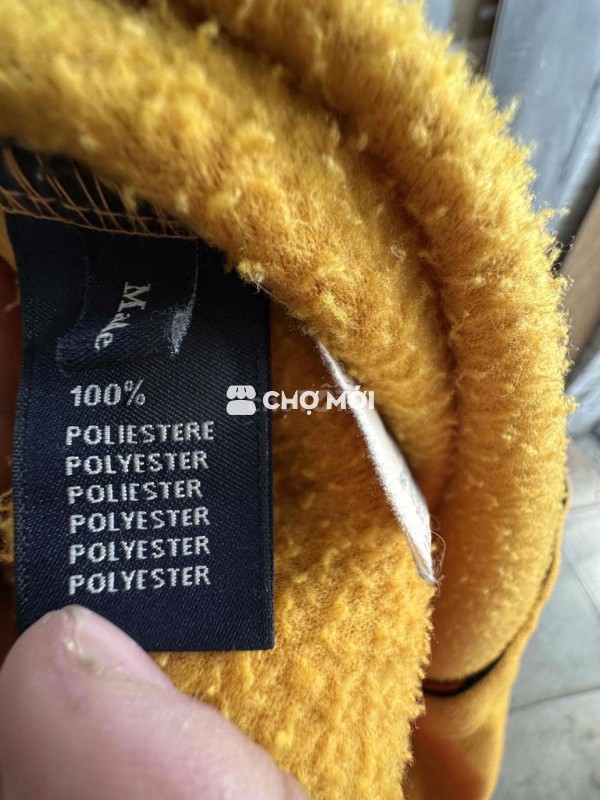 Made
100%
CHỢ MỚI
POLIESTERE
POLYESTER
POLIESTER
POLYESTER
POLYESTER
POLYESTER